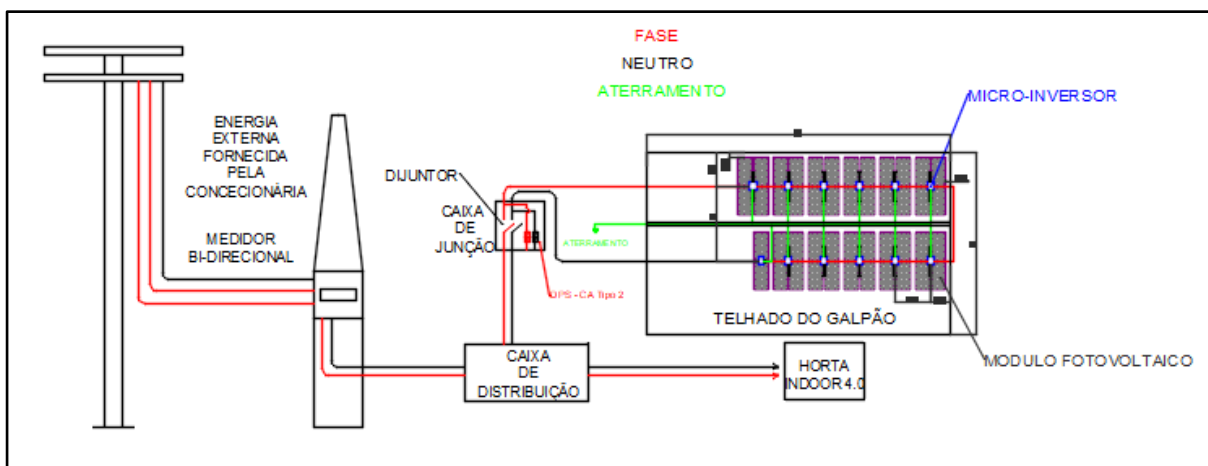 FASE
NEUTRO
ATERRAMENTO
MICRO-INVERSOR
ENERGIA
EXTERNA
FORNECIDA
PELA
CONCECIONÀRIA
DIJUNTOR
CAIXA
DE
JUNÇÃO
MEDIDOR
BI-DIRECIONAL
ATERRAMENTO
DPS - CA Tipo 2
TELHADO DO GALPÃO
MODULO FOTOVOLTAICO
CAIXA
DE
DISTRIBUIÇÃO
HORTA
INDOOR 4.0